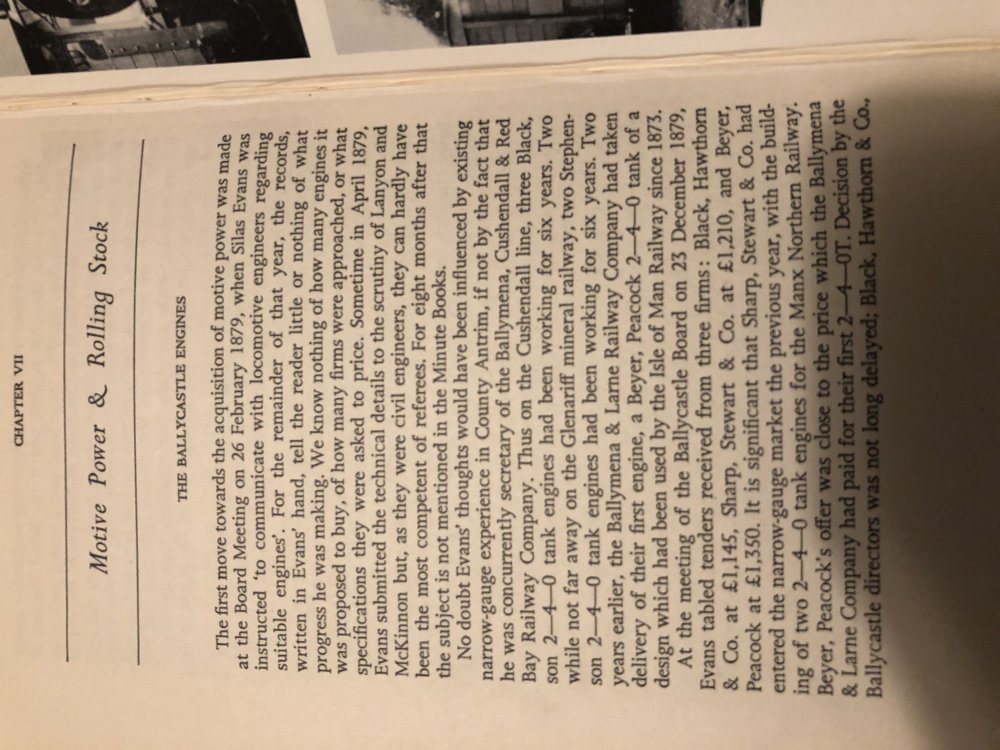 CHAPTER VII
Motive Power & Rolling Stock
THE BALLYCASTLE ENGINES
The first move towards the acquisition of motive power was made
at the Board Meeting on 26 February 1879, when Silas Evans was
instructed ‘to communicate with locomotive engineers regarding
suitable engines’. For the remainder of that year, the records,
written in Evans’ hand, tell the reader little or nothing of what
progress he was making. We know nothing of how many engines it
was proposed to buy, of how many firms were approached, or what
specifications they were asked to price. Sometime in April 1879,
Evans submitted the technical details to the scrutiny of Lanyon and
McKinnon but, as they were civil engineers, they can hardly have
been the most competent of referees. For eight months after that
the subject is not mentioned in the Minute Books.
No doubt Evans’ thoughts would have been influenced by existing
narrow-gauge experience in County Antrim, if not by the fact that
he was concurrently secretary of the Ballymena, Cushendall & Red
Bay Railway Company. Thus on the Cushendall line, three Black,
son 2—4—0 tank engines had been working for six years. Two
while not far away on the Glenariff mineral railway, two Stephen-
son 2—4—0 tank engines had been working for six years. Two
years earlier, the Ballymena & Larne Railway Company had taken
delivery of their first engine, a Beyer, Peacock 2—4—0 tank of a
design which had been used by the Isle of Man Railway since 1873.
At the meeting of the Ballycastle Board on 23 December 1879,
Evans tabled tenders received from three firms: Black, Hawthorn
& Co. at £1,145, Sharp, Stewart & Co. at £1,210, and Beyer,
Peacock at £1,350. It is significant that Sharp, Stewart & Co. had
entered the narrow-gauge market the previous year, with the build-
ing of two 2—4—0 tank engines for the Manx Northern Railway.
Beyer, Peacock’s offer was close to the price which the Ballymena
& Larne Company had paid for their first 2—4—0T. Decision by the
Ballycastle directors was not long delayed; Black, Hawthorn & Co.,